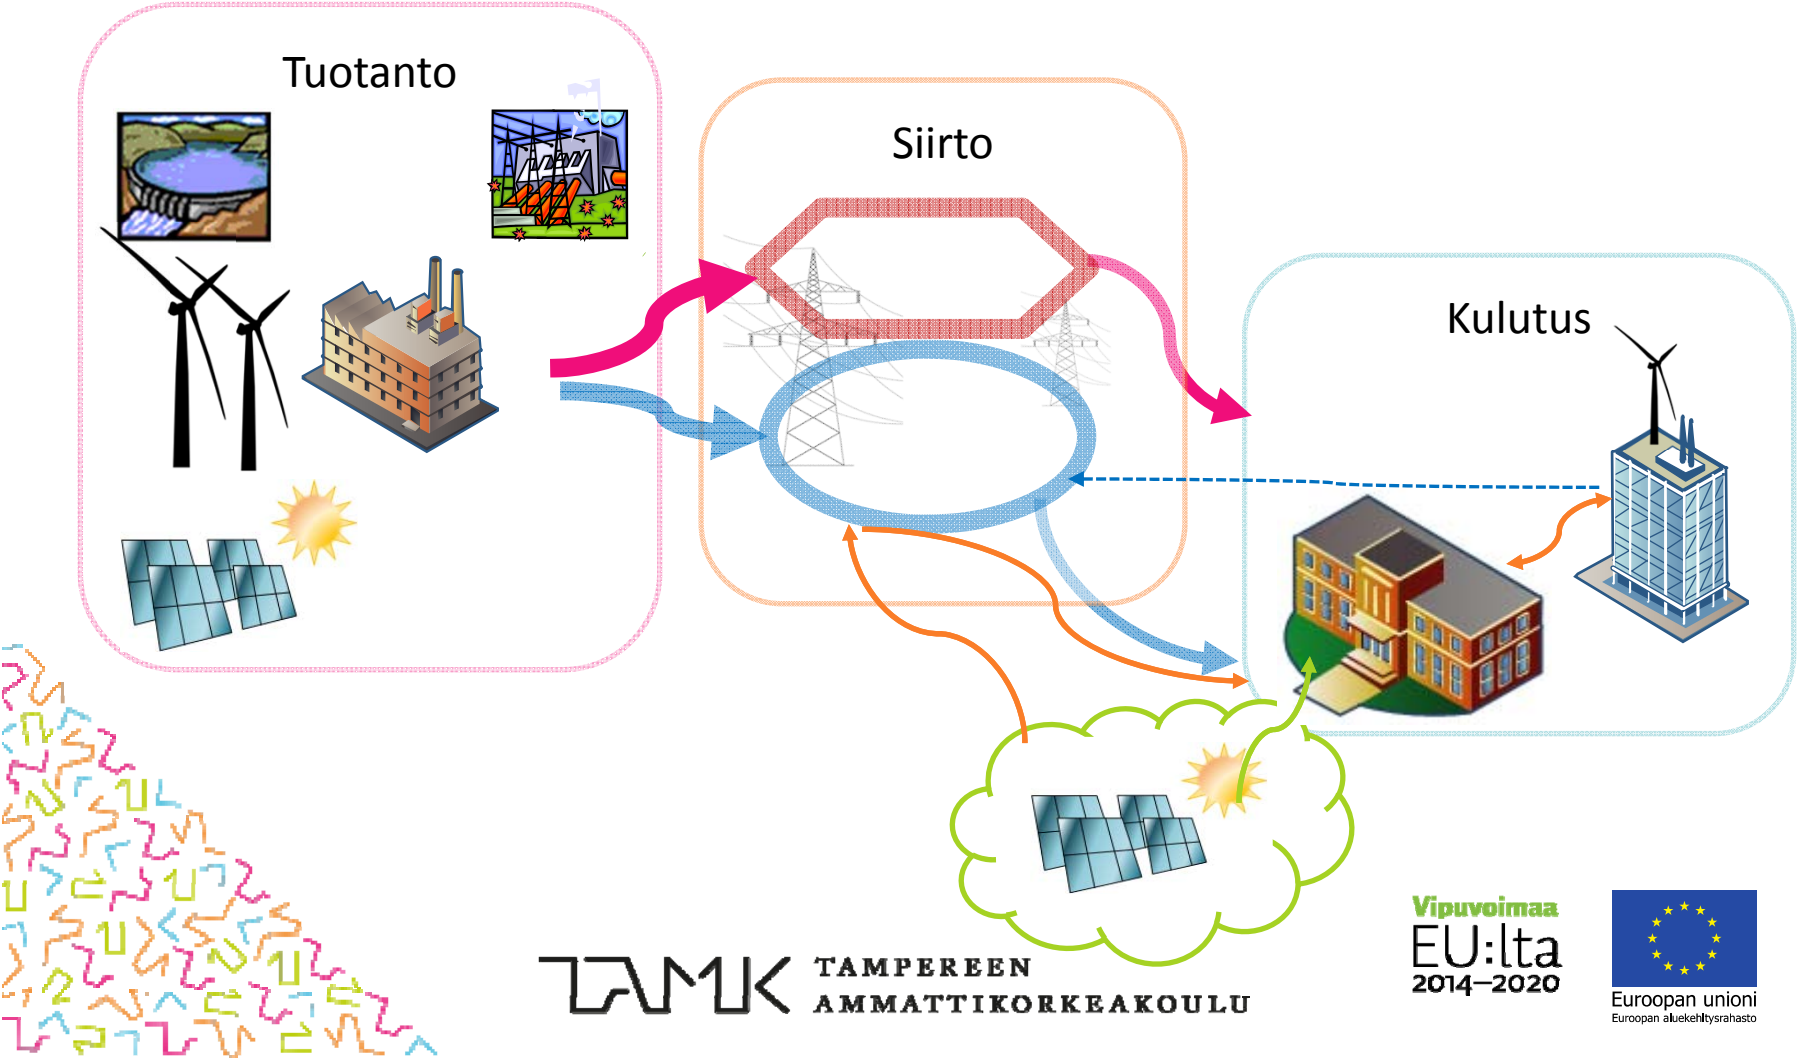 Tuotanto
Siirto
Kulutus
TAMK TAMPEREEN
AMMATTIKORKEAKOULU
Vipuvoimaa
EU:lta
2014–2020
Euroopan unioni
Euroopan aluekehitysrahasto